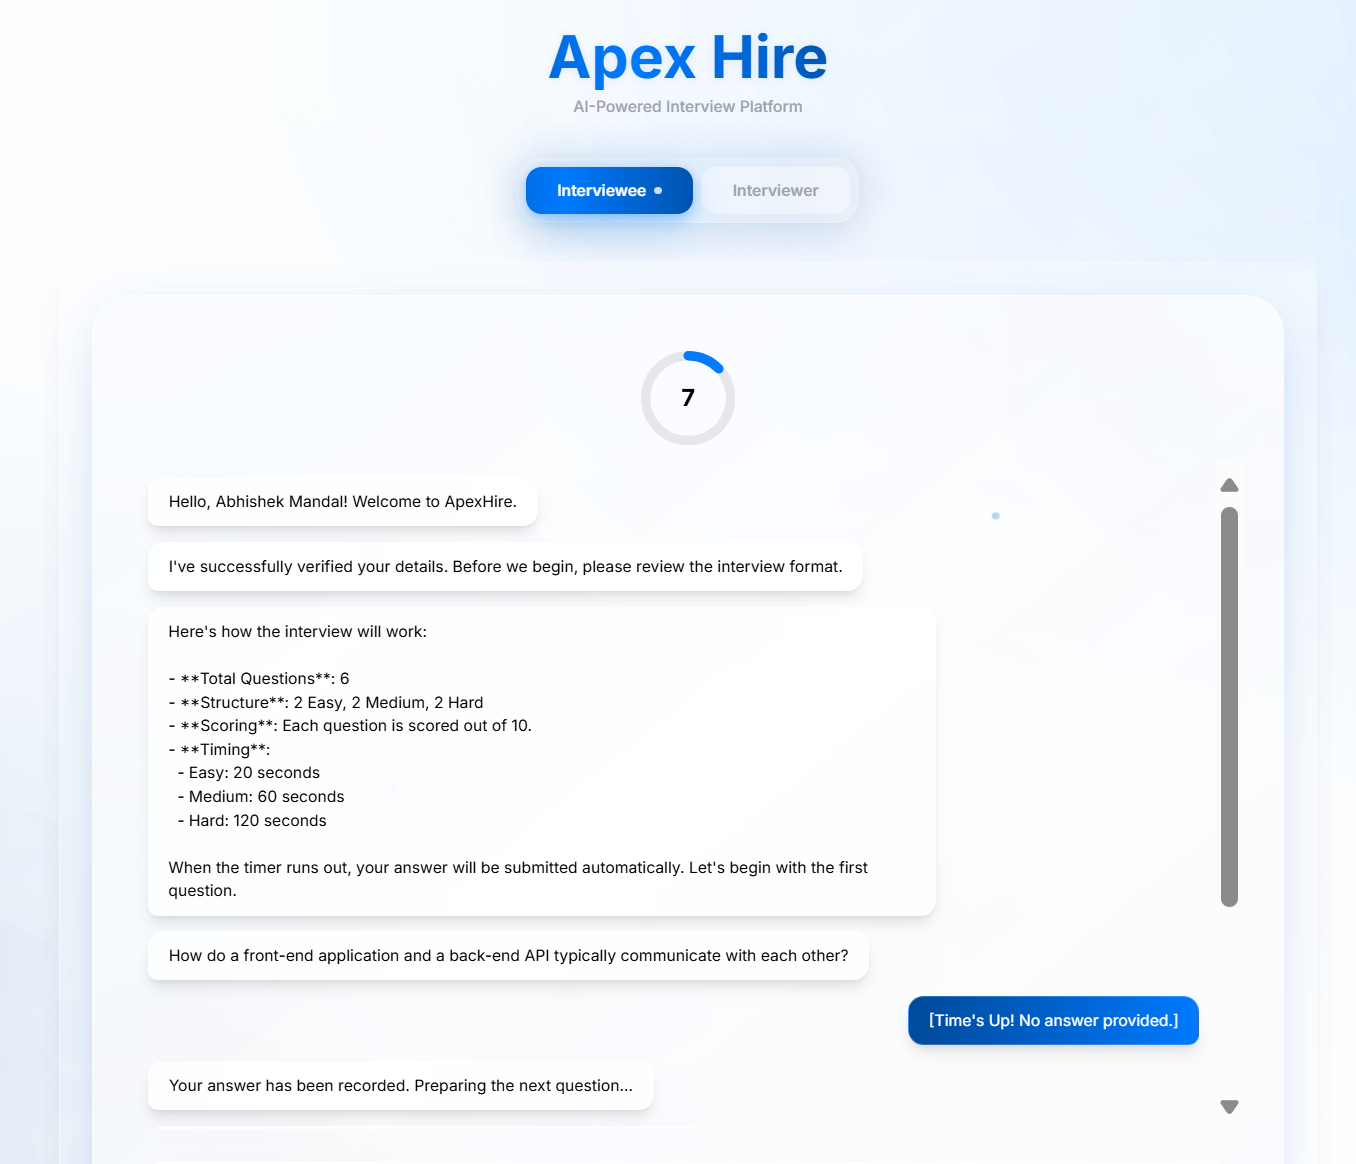 Apex Hire
AI-Powered Interview Platform
Interviewee
Interviewer
7
Hello, Abhishek Mandal! Welcome to ApexHire.
I've successfully verified your details. Before we begin, please review the interview format.
Here's how the interview will work:
- **Total Questions**: 6
- **Structure**: 2 Easy, 2 Medium, 2 Hard
- **Scoring**: Each question is scored out of 10.
- **Timing**:
- Easy: 20 seconds
- Medium: 60 seconds
- Hard: 120 seconds
When the timer runs out, your answer will be submitted automatically. Let's begin with the first
question.
How do a front-end application and a back-end API typically communicate with each other?
[Time's Up! No answer provided.]
Your answer has been recorded. Preparing the next question...